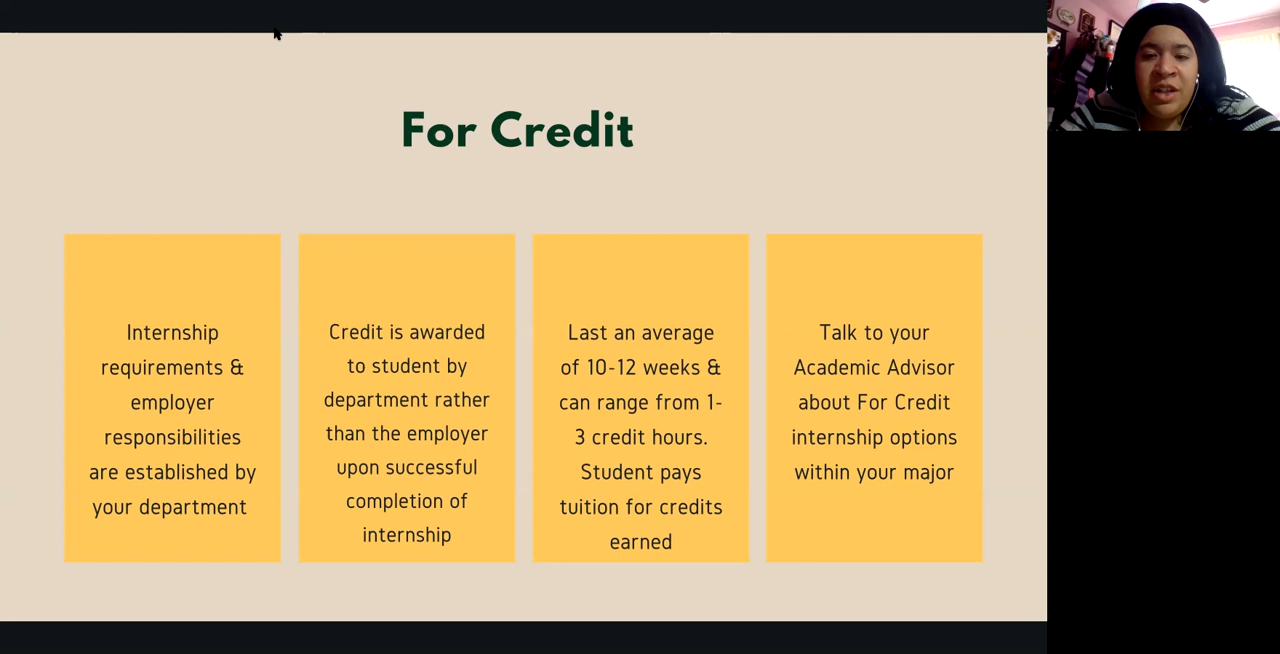 For Credit
Internship
requirements &
employer
responsibilities
are established by
your department
Credit is awarded
to student by
department rather
than the employer
upon successful
completion of
internship
Last an average
of 10-12 weeks &
can range from 1-
3 credit hours.
Student pays
tuition for credits
earned
Talk to your
Academic Advisor
about For Credit
internship options
within your major